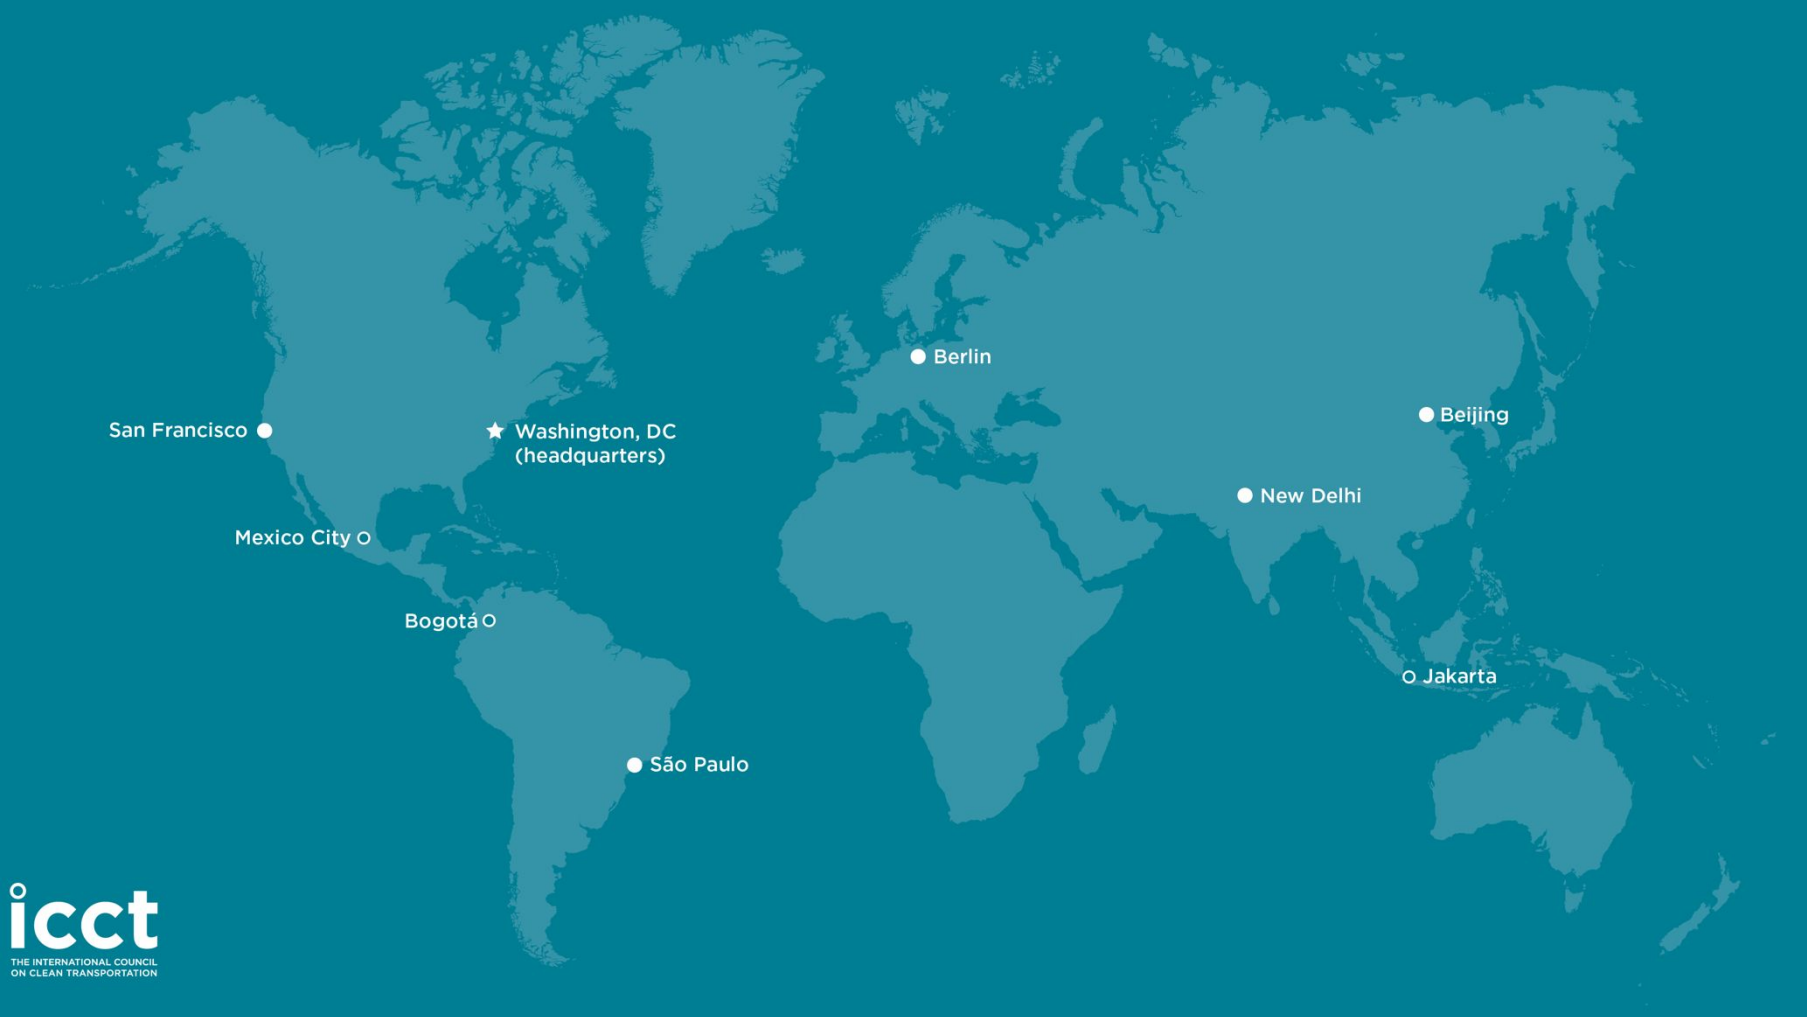 Berlin
Beijing
San Francisco
Washington, DC
(headquarters)
New Delhi
Mexico City
Bogotá
Jakarta
São Paulo
icct
THE INTERNATIONAL COUNCIL
ON CLEAN TRANSPORTATION